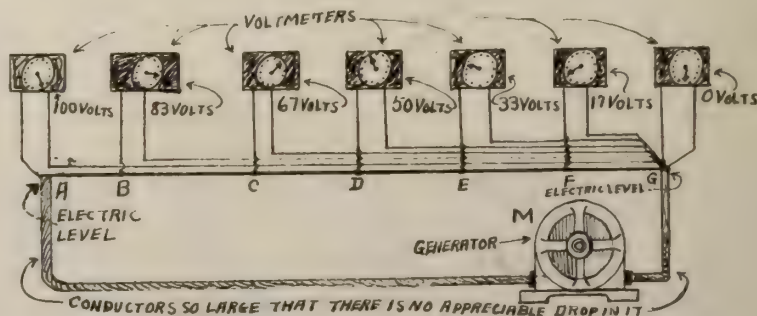 VOLTMETERS
100 VOLTS
83 VOLTS
67 VOLTS
50 VOLTS
33 VOLTS
17 VOLTS
0 VOLTS
A B C D E F G
ELECTRIC LEVEL
ELECTRIC
LEVEL
M
GENERATOR
CONDUCTORS SO LARGE THAT THERE IS NO APPRECIABLE DROP IN IT